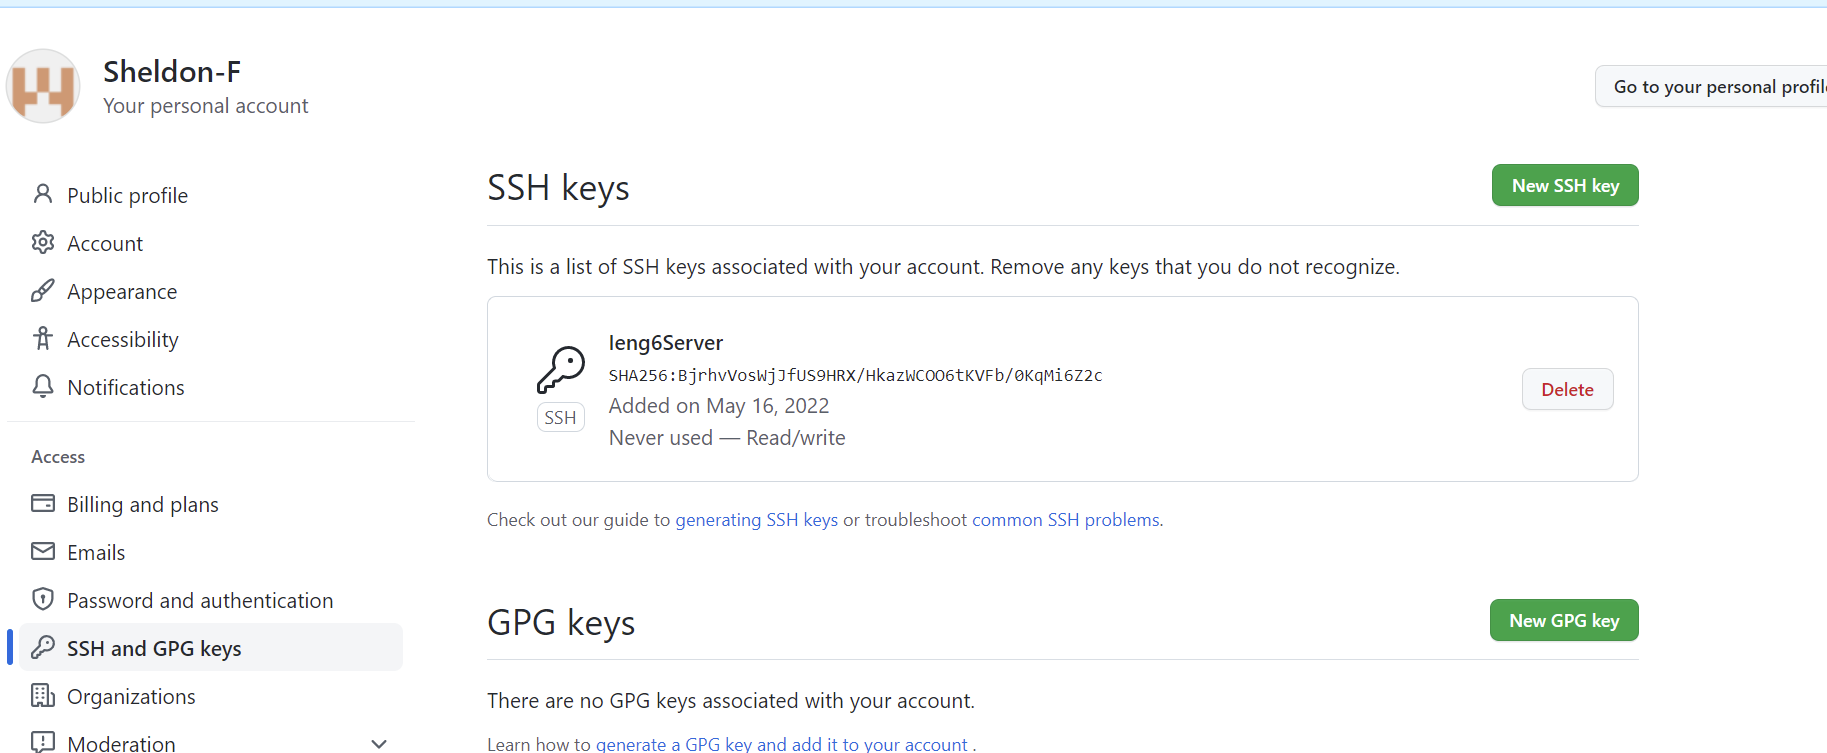 Sheldon-F
Your personal account
Go to your personal profil
Public profile
Account
Appearance
Accessibility
Notifications
Access
Billing and plans
Emails
Password and authentication
SSH and GPG keys
Organizations
Moderation
SSH keys
New SSH key
This is a list of SSH keys associated with your account. Remove any keys that you do not recognize.
SSH
ieng6Server
SHA256:BjrhvVosWjJfUS9HRX/HkazWCOO6tKVFb/0KqMi6Z2c
Added on May 16, 2022
Never used — Read/write
Delete
Check out our guide to generating SSH keys or troubleshoot common SSH problems.
GPG keys
New GPG key
There are no GPG keys associated with your account.
Learn how to generate a GPG key and add it to your account .